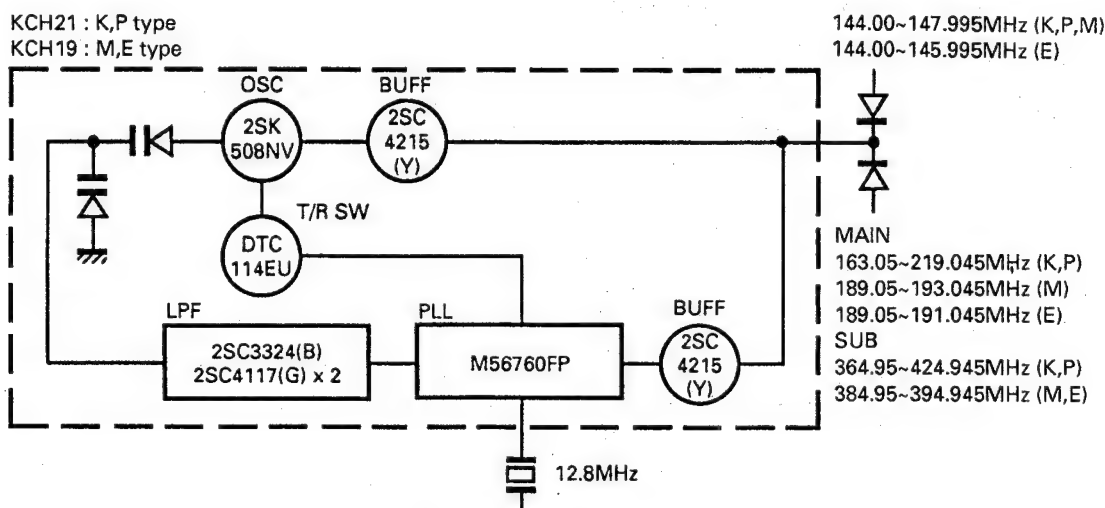 KCH21 : K,P type
KCH19 : M,E type
144.00~147.995MHz (K,P,M)
144.00~145.995MHz (E)
OSC
BUFF
2SK
508NV
2SC
4215
(Y)
T/R SW
DTC
114EU
MAIN
163.05~219.045MHz (K,P)
189.05~193.045MHz (M)
189.05~191.045MHz (E)
SUB
364.95~424.945MHz (K,P)
384.95~394.945MHz (M,E)
LPF
2SC3324(B)
2SC4117(G) x 2
PLL
M56760FP
BUFF
2SC
4215
(Y)
12.8MHz